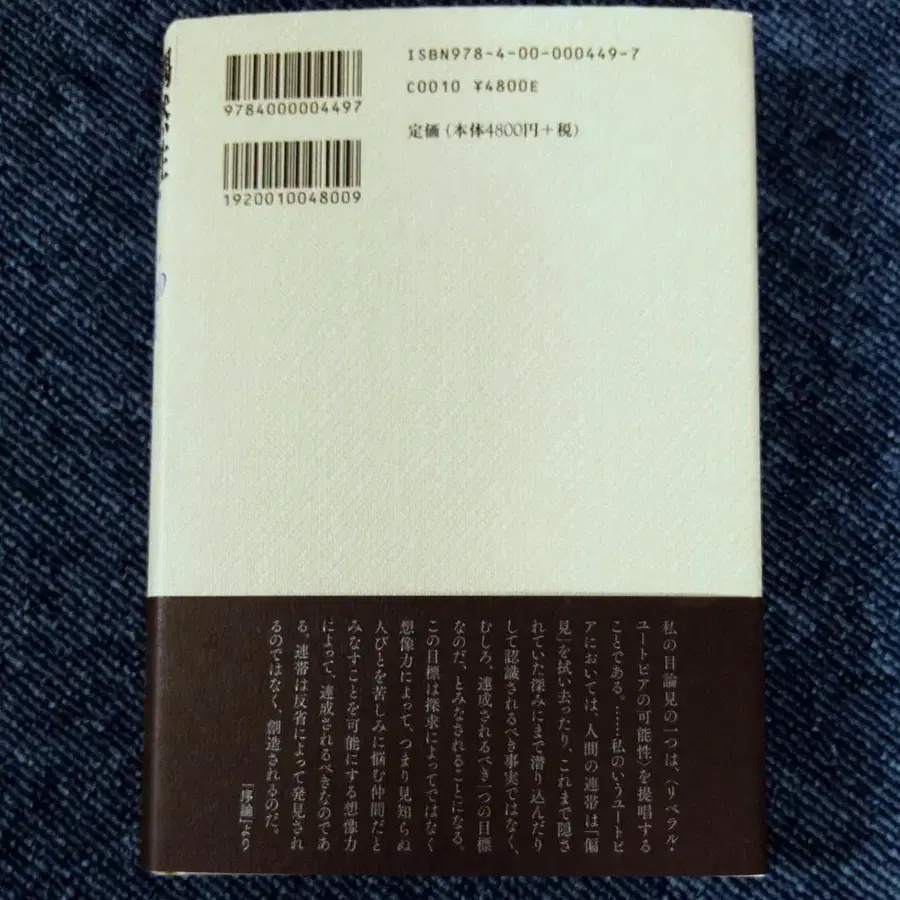 ISBN978-4-00-000449-7
C0010 ¥4800E
定価(本体4800円+税)
9784000004497
1920010048009
私の目論見の一つは、〈リベラル・
ユートピアの可能性〉を提唱する
ことである。……私のいうユートピ
アにおいては、人間の連帯は「偏
見」を拭い去ったり、これまで隠さ
れていた深みにまで潜り込んだり
して認識されるべき事実ではなく、
むしろ、達成されるべき一つの目標
なのだ、とみなされることになる。
この目標は探求によってではなく
想像力によって、つまり見知らぬ
人びとを苦しみに悩む仲間だと
みなすことを可能にする想像力
によって、達成されるべきなのであ
る。連帯は反省によって発見され
るのではなく、創造されるのだ。
「序論」より